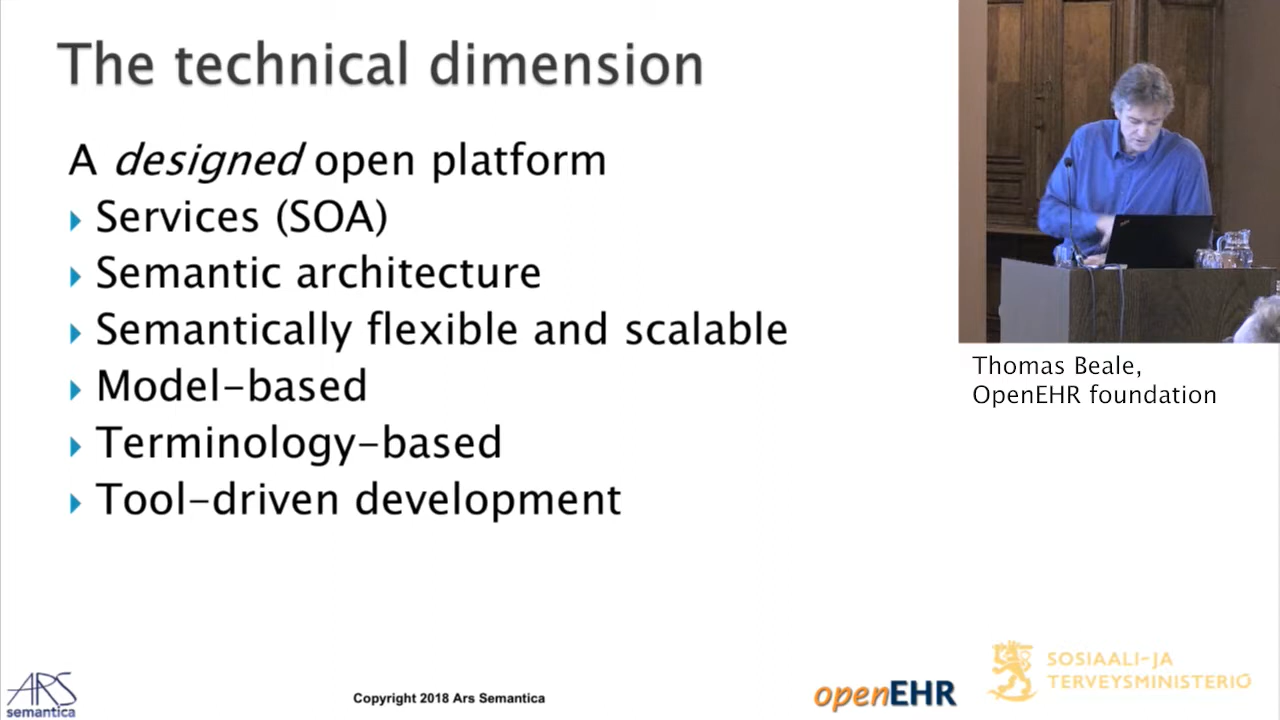 The technical dimension
A designed open platform
Services (SOA)
Semantic architecture
Semantically flexible and scalable
Model-based
Terminology-based
Tool-driven development
Thomas Beale,
OpenEHR foundation
ARS
semantica
Copyright 2018 Ars Semantica
openEHR
SOSIAALI-JA
TERVEYSMINISTERIÖ